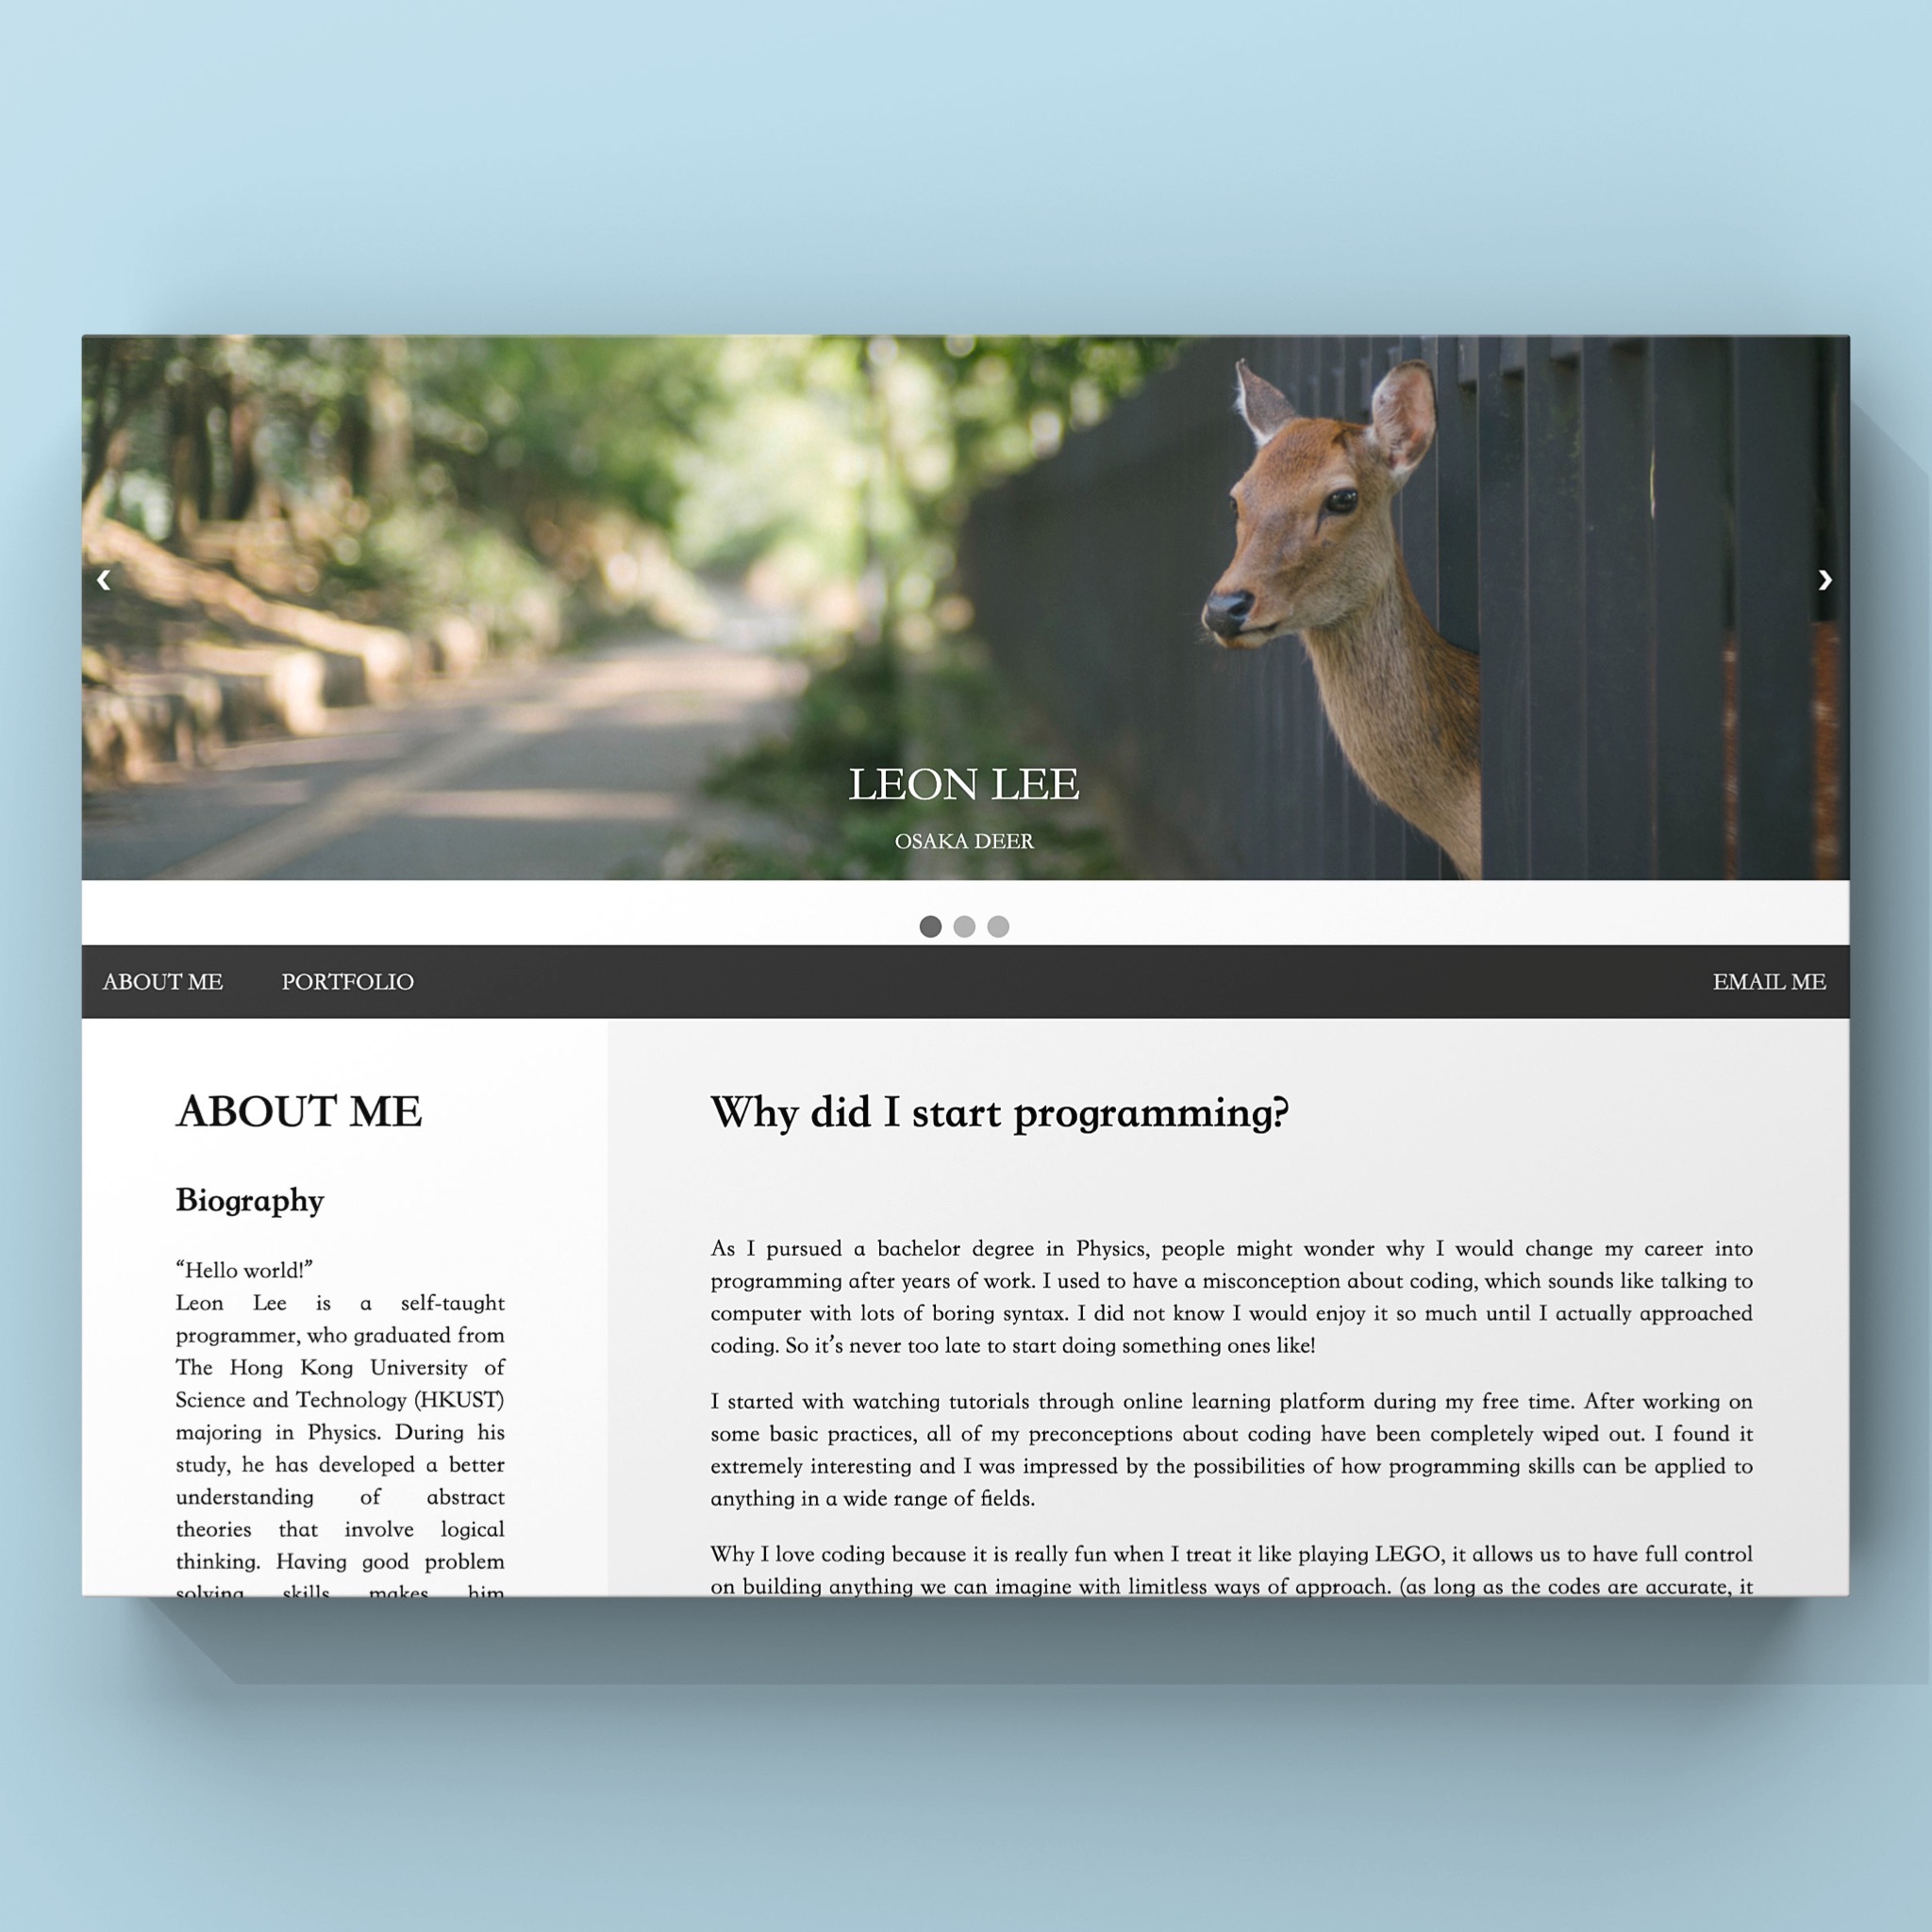 ‹
›
LEON LEE
OSAKA DEER
ABOUT ME
PORTFOLIO
EMAIL ME
ABOUT ME
Biography
“Hello world!”
Leon Lee is a self-taught
programmer, who graduated from
The Hong Kong University of
Science and Technology (HKUST)
majoring in Physics. During his
study, he has developed a better
understanding of abstract
theories that involve logical
thinking. Having good problem
solving skills makes him
Why did I start programming?
As I pursued a bachelor degree in Physics, people might wonder why I would change my career into
programming after years of work. I used to have a misconception about coding, which sounds like talking to
computer with lots of boring syntax. I did not know I would enjoy it so much until I actually approached
coding. So it’s never too late to start doing something ones like!
I started with watching tutorials through online learning platform during my free time. After working on
some basic practices, all of my preconceptions about coding have been completely wiped out. I found it
extremely interesting and I was impressed by the possibilities of how programming skills can be applied to
anything in a wide range of fields.
Why I love coding because it is really fun when I treat it like playing LEGO, it allows us to have full control
on building anything we can imagine with limitless ways of approach. (as long as the codes are accurate, it